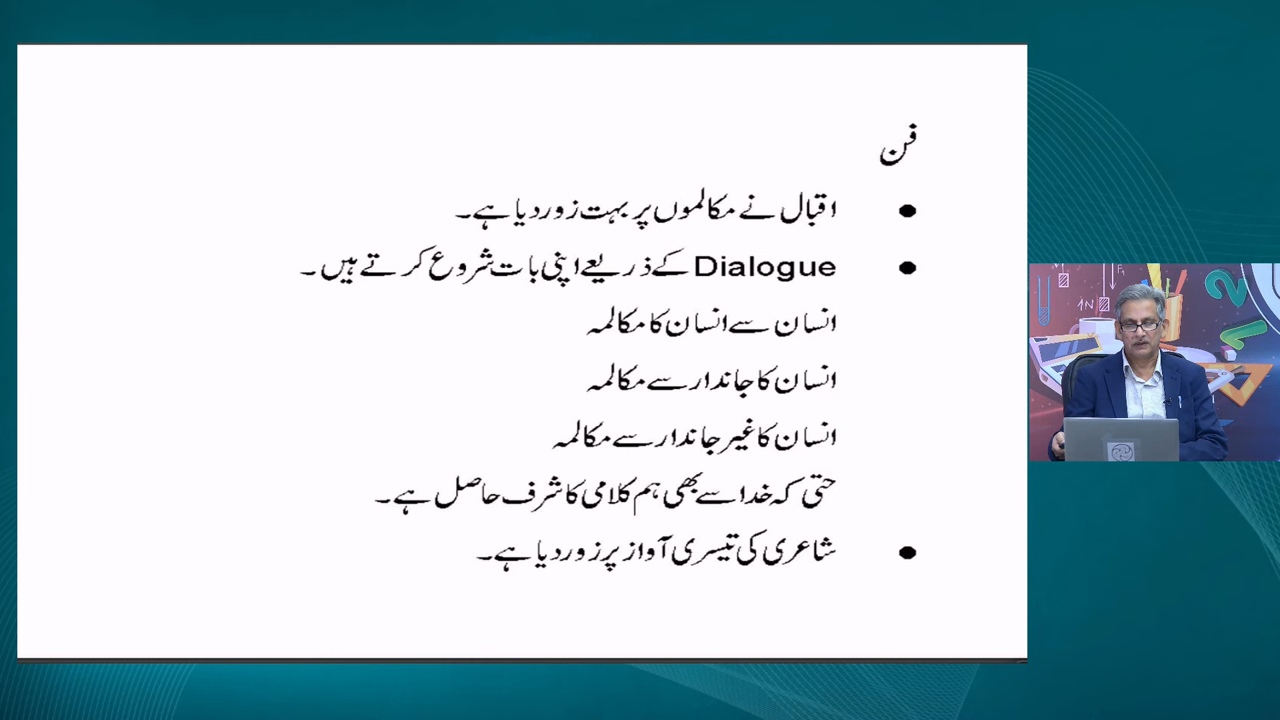 فن
• اقبال نے مکالموں پر بہت زور دیا ہے۔
• Dialogue کے ذریعے اپنی بات شروع کرتے ہیں۔
انسان سے انسان کا مکالمہ
انسان کا جاندار سے مکالمہ
انسان کا غیر جاندار سے مکالمہ
حتیٰ کہ خدا سے بھی ہم کلامی کا شرف حاصل ہے۔
• شاعری کی تیسری آواز پر زور دیا ہے۔
1N
2